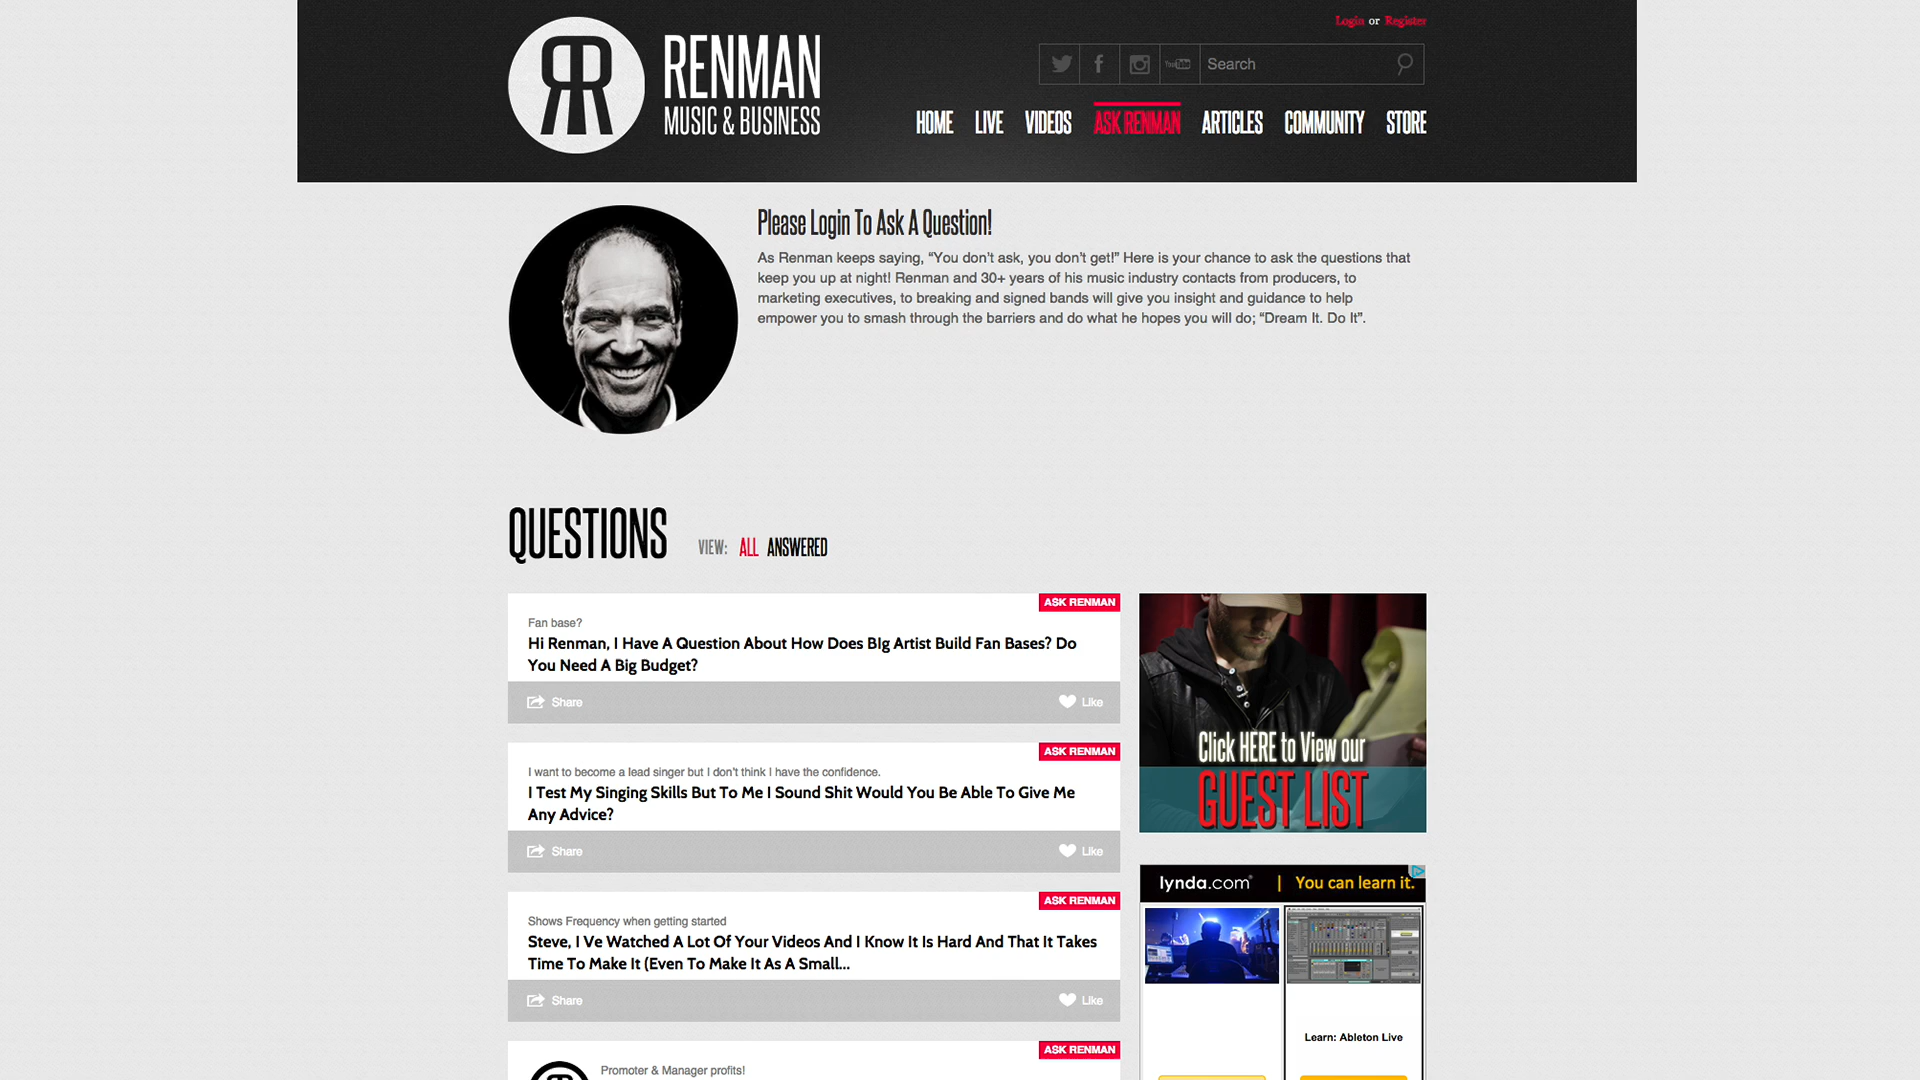 Login or Register
RENMAN
MUSIC & BUSINESS
YouTube
Search
HOME LIVE VIDEOS ASK RENMAN ARTICLES COMMUNITY STORE
Please Login To Ask A Question!
As Renman keeps saying, “You don’t ask, you don’t get!” Here is your chance to ask the questions that
keep you up at night! Renman and 30+ years of his music industry contacts from producers, to
marketing executives, to breaking and signed bands will give you insight and guidance to help
empower you to smash through the barriers and do what he hopes you will do; “Dream It. Do It”.
QUESTIONS VIEW: ALL ANSWERED
ASK RENMAN
Fan base?
Hi Renman, I Have A Question About How Does BIg Artist Build Fan Bases? Do
You Need A Big Budget?
Share Like
ASK RENMAN
I want to become a lead singer but I don’t think I have the confidence.
I Test My Singing Skills But To Me I Sound Shit Would You Be Able To Give Me
Any Advice?
Share Like
ASK RENMAN
Shows Frequency when getting started
Steve, I Ve Watched A Lot Of Your Videos And I Know It Is Hard And That It Takes
Time To Make It (Even To Make It As A Small...
Share Like
ASK RENMAN
Promoter & Manager profits!
Click HERE to View our
GUEST LIST
lynda.com® | You can learn it.
Learn: Ableton Live